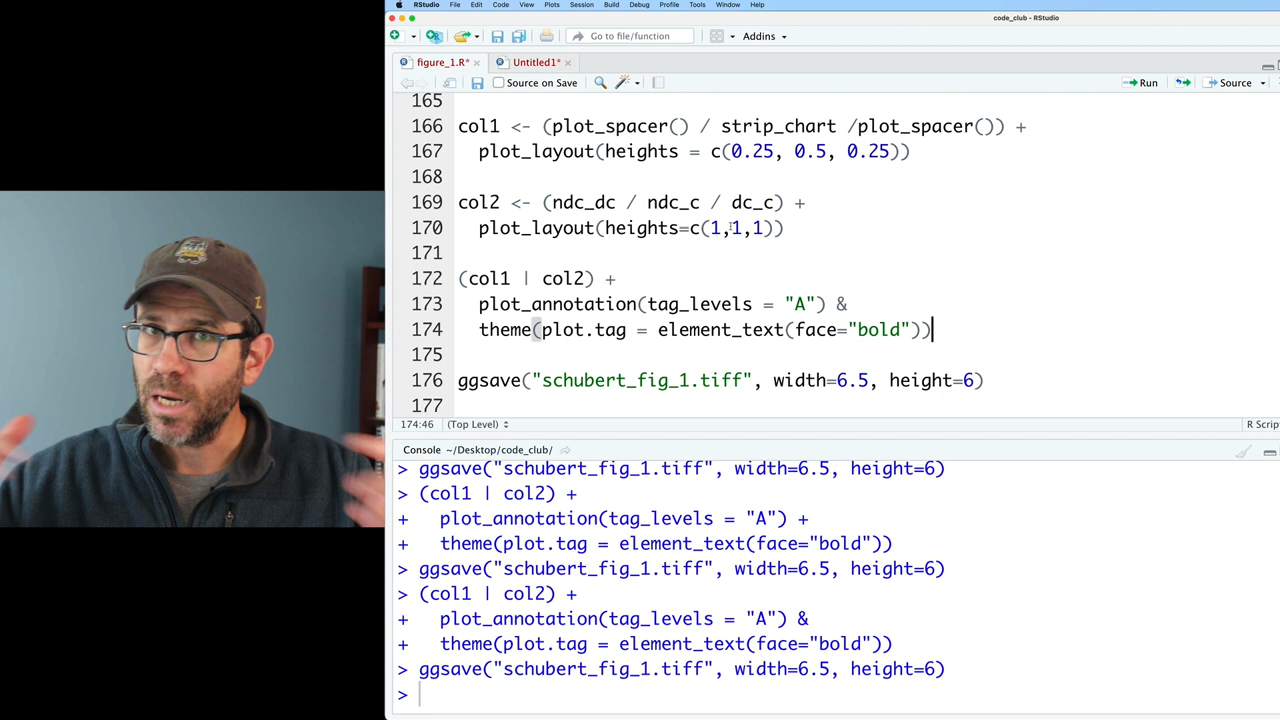 RStudio File Edit Code View Plots Session Build Debug Profile Tools Window Help
code_club - RStudio
Go to file/function Addins
figure_1.R* × Untitled1* ×
Source on Save Run Source
165
166 col1 <- (plot_spacer() / strip_chart /plot_spacer()) +
167 plot_layout(heights = c(0.25, 0.5, 0.25))
168
169 col2 <- (ndc_dc / ndc_c / dc_c) +
170 plot_layout(heights=c(1,1,1))
171
172 (col1 | col2) +
173 plot_annotation(tag_levels = "A") &
174 theme(plot.tag = element_text(face="bold"))
175
176 ggsave("schubert_fig_1.tiff", width=6.5, height=6)
177
174:46 (Top Level) R Scrip
Console ~/Desktop/code_club/
> ggsave("schubert_fig_1.tiff", width=6.5, height=6)
> (col1 | col2) +
+ plot_annotation(tag_levels = "A") +
+ theme(plot.tag = element_text(face="bold"))
> ggsave("schubert_fig_1.tiff", width=6.5, height=6)
> (col1 | col2) +
+ plot_annotation(tag_levels = "A") &
+ theme(plot.tag = element_text(face="bold"))
> ggsave("schubert_fig_1.tiff", width=6.5, height=6)
>